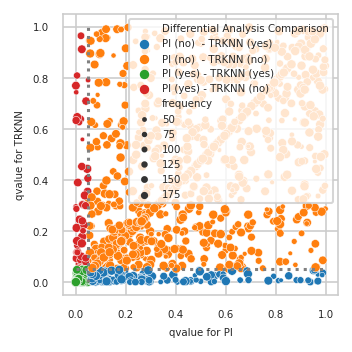 Differential Analysis Comparison
PI (no) - TRKNN (yes)
PI (no) - TRKNN (no)
PI (yes) - TRKNN (yes)
PI (yes) - TRKNN (no)
frequency
50
75
100
125
150
175
qvalue for TRKNN
1.0
0.8
0.6
0.4
0.2
0.0
0.0 0.2 0.4 0.6 0.8 1.0
qvalue for PI